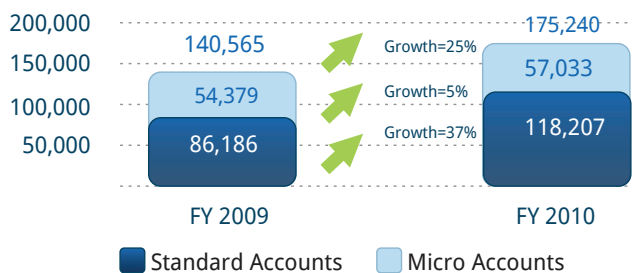 200,000
150,000
100,000
50,000
140,565
54,379
86,186
Growth=25%
Growth=5%
Growth=37%
175,240
57,033
118,207
FY 2009
FY 2010
Standard Accounts
Micro Accounts